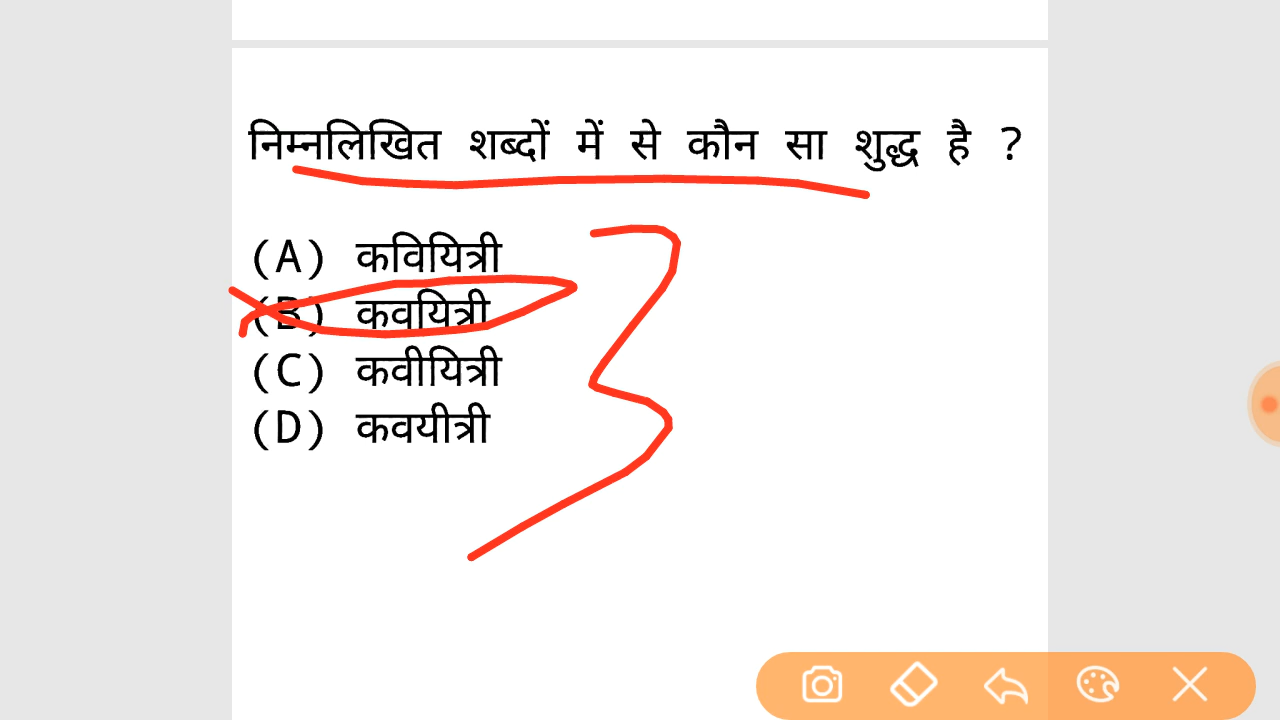 निम्नलिखित शब्दों में से कौन सा शुद्ध है ?
(A) कवियित्री
(B) कवयित्री
(C) कवीयित्री
(D) कवयीत्री